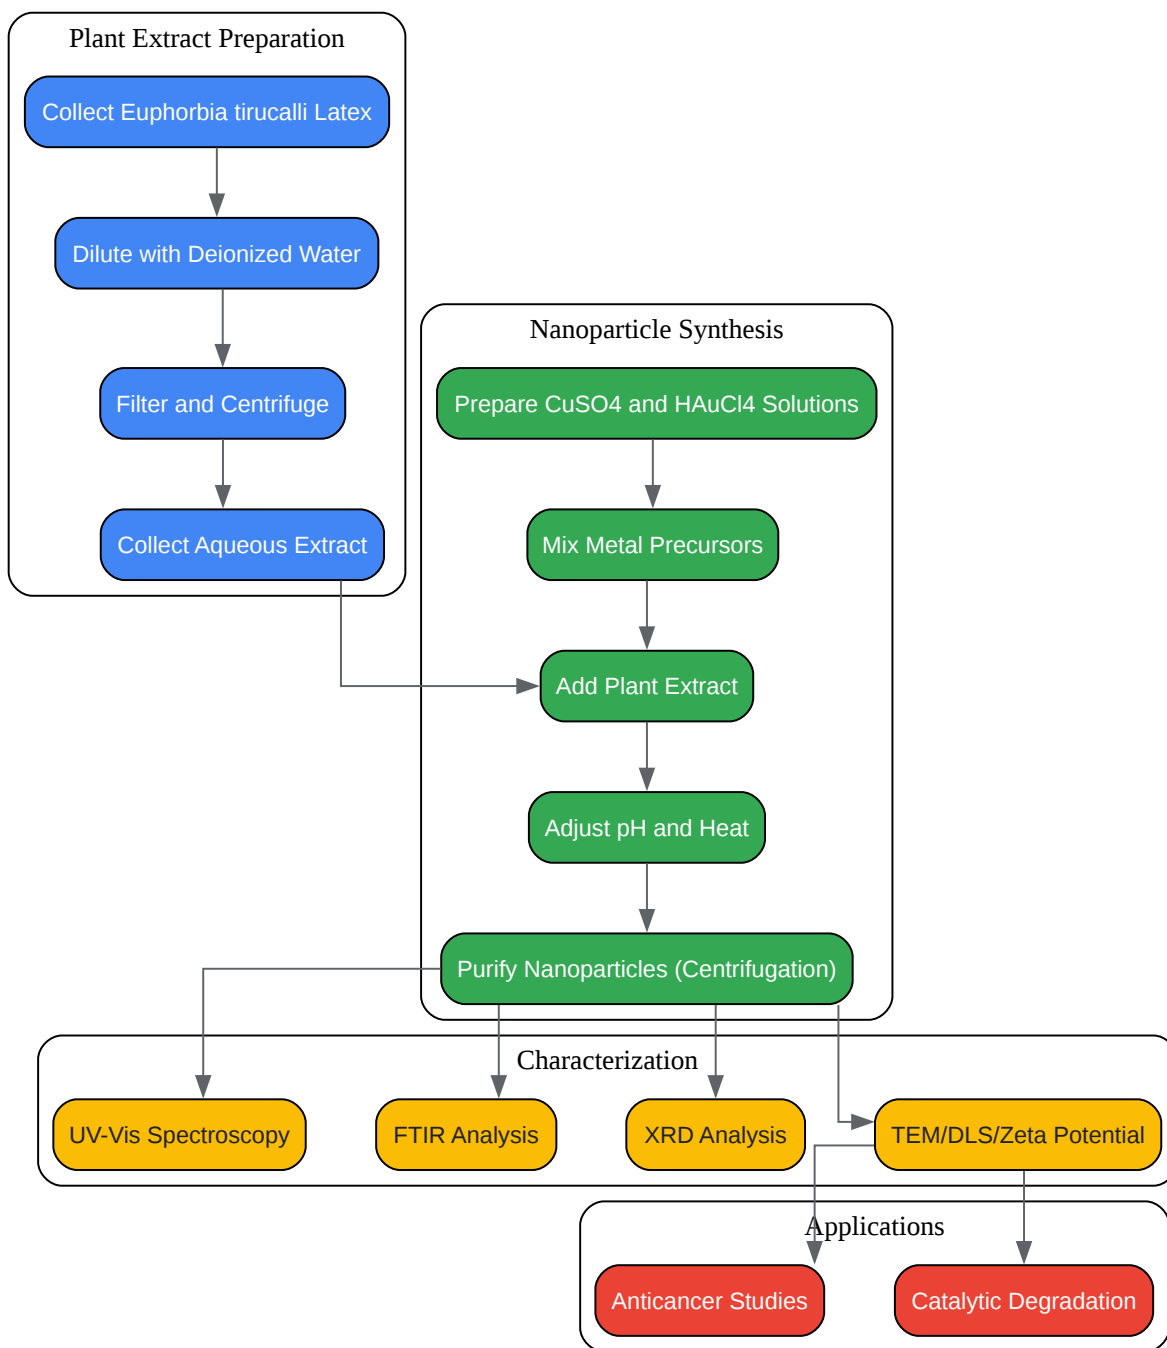 Plant Extract Preparation
Collect Euphorbia tirucalli Latex
Dilute with Deionized Water
Filter and Centrifuge
Collect Aqueous Extract
Nanoparticle Synthesis
Prepare CuSO4 and HAuCl4 Solutions
Mix Metal Precursors
Add Plant Extract
Adjust pH and Heat
Purify Nanoparticles (Centrifugation)
Characterization
UV-Vis Spectroscopy
FTIR Analysis
XRD Analysis
TEM/DLS/Zeta Potential
Applications
Anticancer Studies
Catalytic Degradation